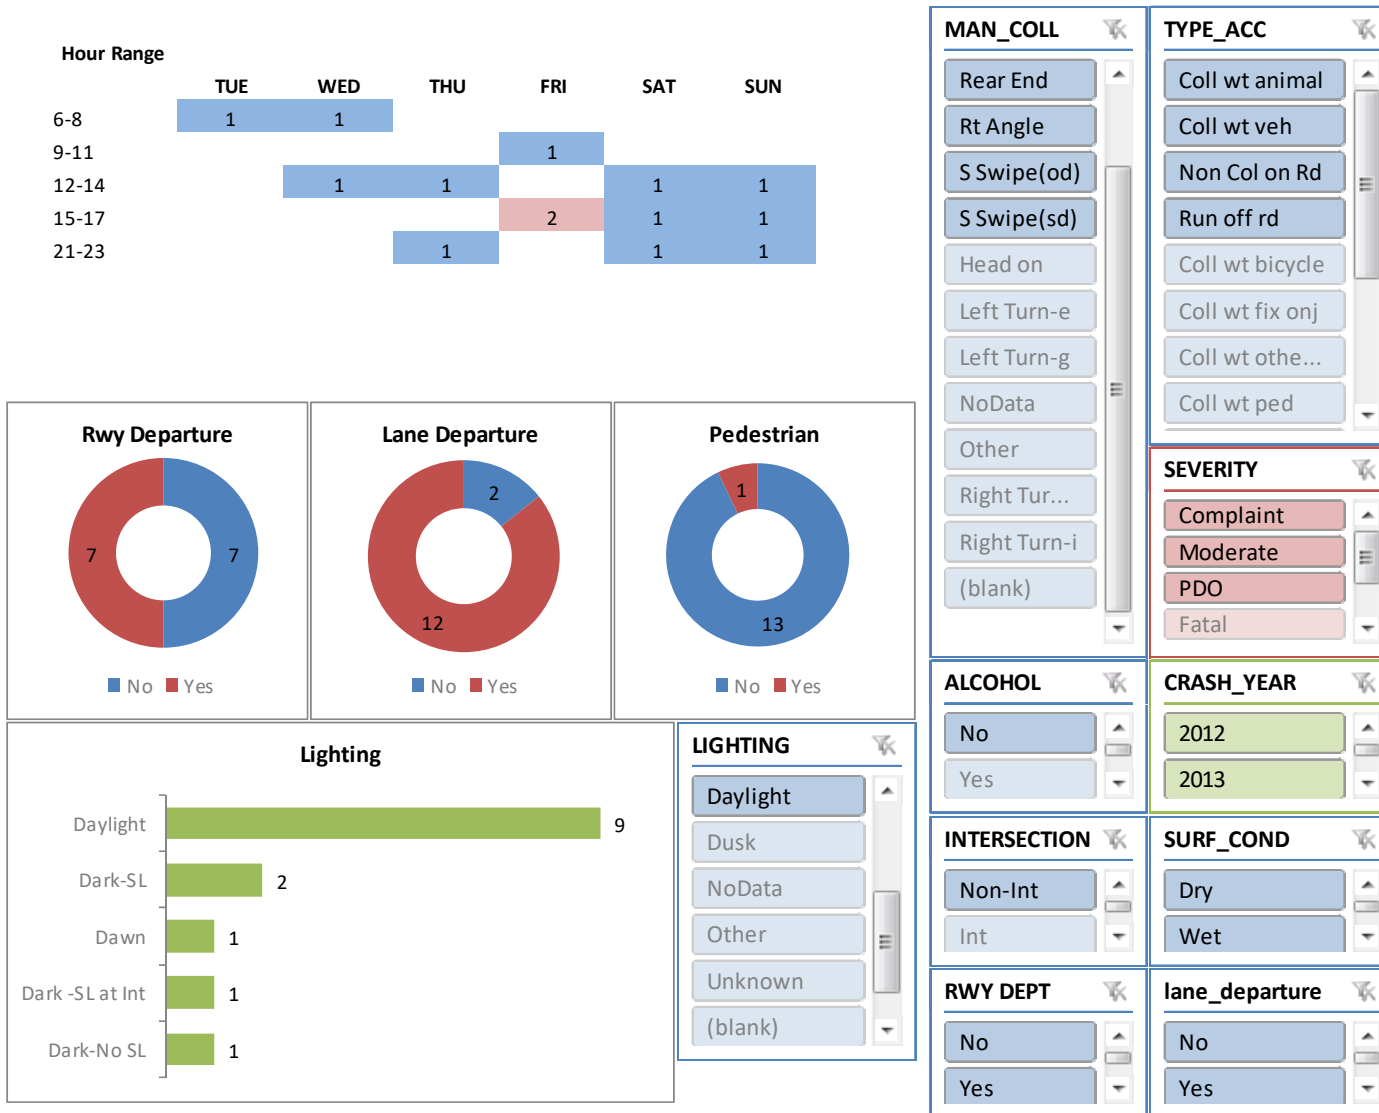 Hour Range
TUE WED THU FRI SAT SUN
6-8 1 1
9-11 1
12-14 1 1 1 1
15-17 2 1 1
21-23 1 1 1
Rwy Departure
7 7
No Yes
Lane Departure
2
12
No Yes
Pedestrian
1
13
No Yes
Lighting
Daylight 9
Dark-SL 2
Dawn 1
Dark -SL at Int 1
Dark-No SL 1
LIGHTING
Daylight
Dusk
NoData
Other
Unknown
(blank)
MAN_COLL
Rear End
Rt Angle
S Swipe(od)
S Swipe(sd)
Head on
Left Turn-e
Left Turn-g
NoData
Other
Right Tur...
Right Turn-i
(blank)
TYPE_ACC
Coll wt animal
Coll wt veh
Non Col on Rd
Run off rd
Coll wt bicycle
Coll wt fix onj
Coll wt othe...
Coll wt ped
SEVERITY
Complaint
Moderate
PDO
Fatal
ALCOHOL
No
Yes
CRASH_YEAR
2012
2013
INTERSECTION
Non-Int
Int
SURF_COND
Dry
Wet
RWY DEPT
No
Yes
lane_departure
No
Yes